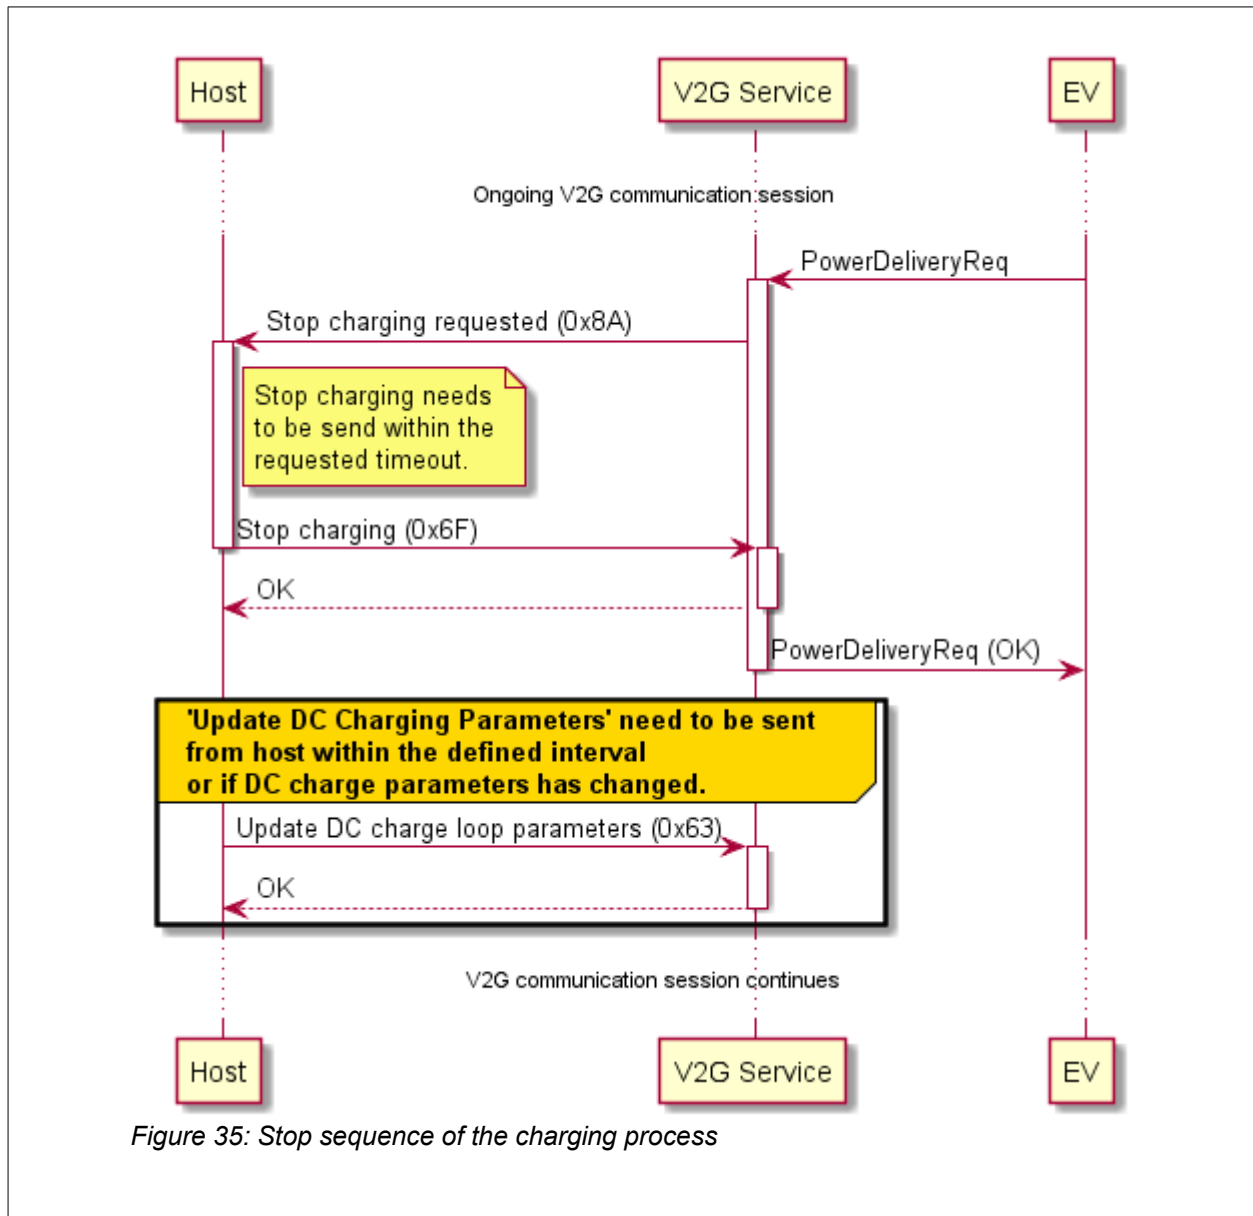 Host
V2G Service
EV
Ongoing V2G communication session
PowerDeliveryReq
Stop charging requested (0x8A)
Stop charging needs
to be send within the
requested timeout.
Stop charging (0x6F)
OK
PowerDeliveryReq (OK)
'Update DC Charging Parameters' need to be sent
from host within the defined interval
or if DC charge parameters has changed.
Update DC charge loop parameters (0x63)
OK
V2G communication session continues
Host
V2G Service
EV
Figure 35: Stop sequence of the charging process